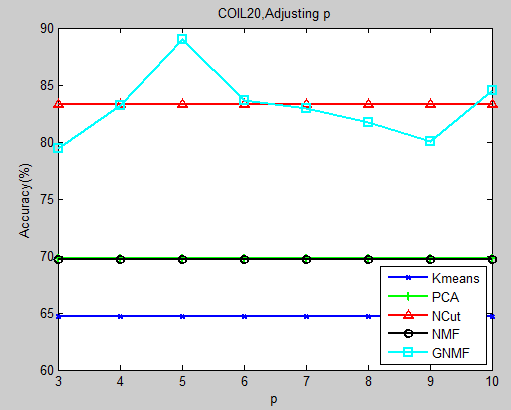 COIL20,Adjusting p
90
85
80
75
70
65
60
Accuracy(%)
3 4 5 6 7 8 9 10
p
Kmeans
PCA
NCut
NMF
GNMF